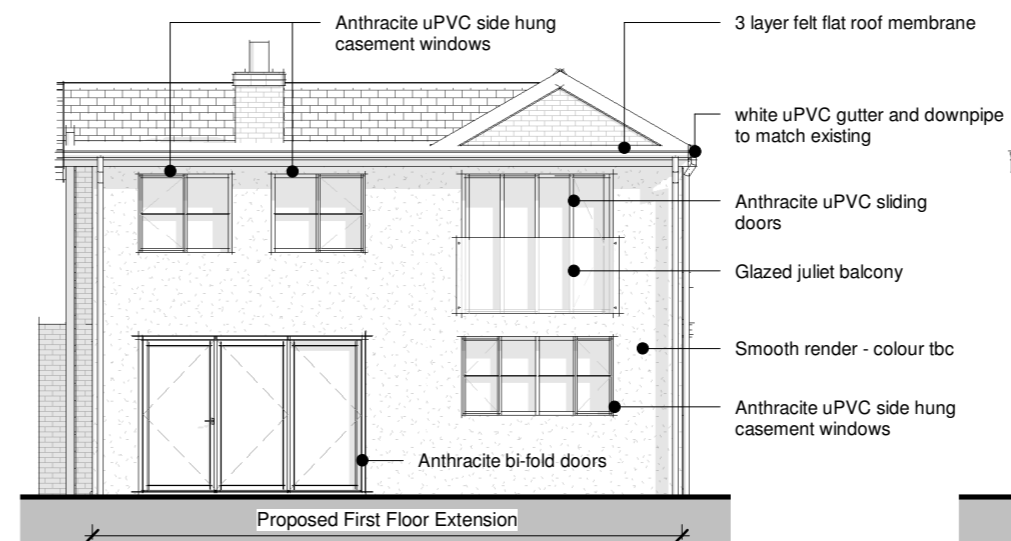 Anthracite uPVC side hung
casement windows
3 layer felt flat roof membrane
white uPVC gutter and downpipe
to match existing
Anthracite uPVC sliding
doors
Glazed juliet balcony
Smooth render - colour tbc
Anthracite uPVC side hung
casement windows
Anthracite bi-fold doors
Proposed First Floor Extension